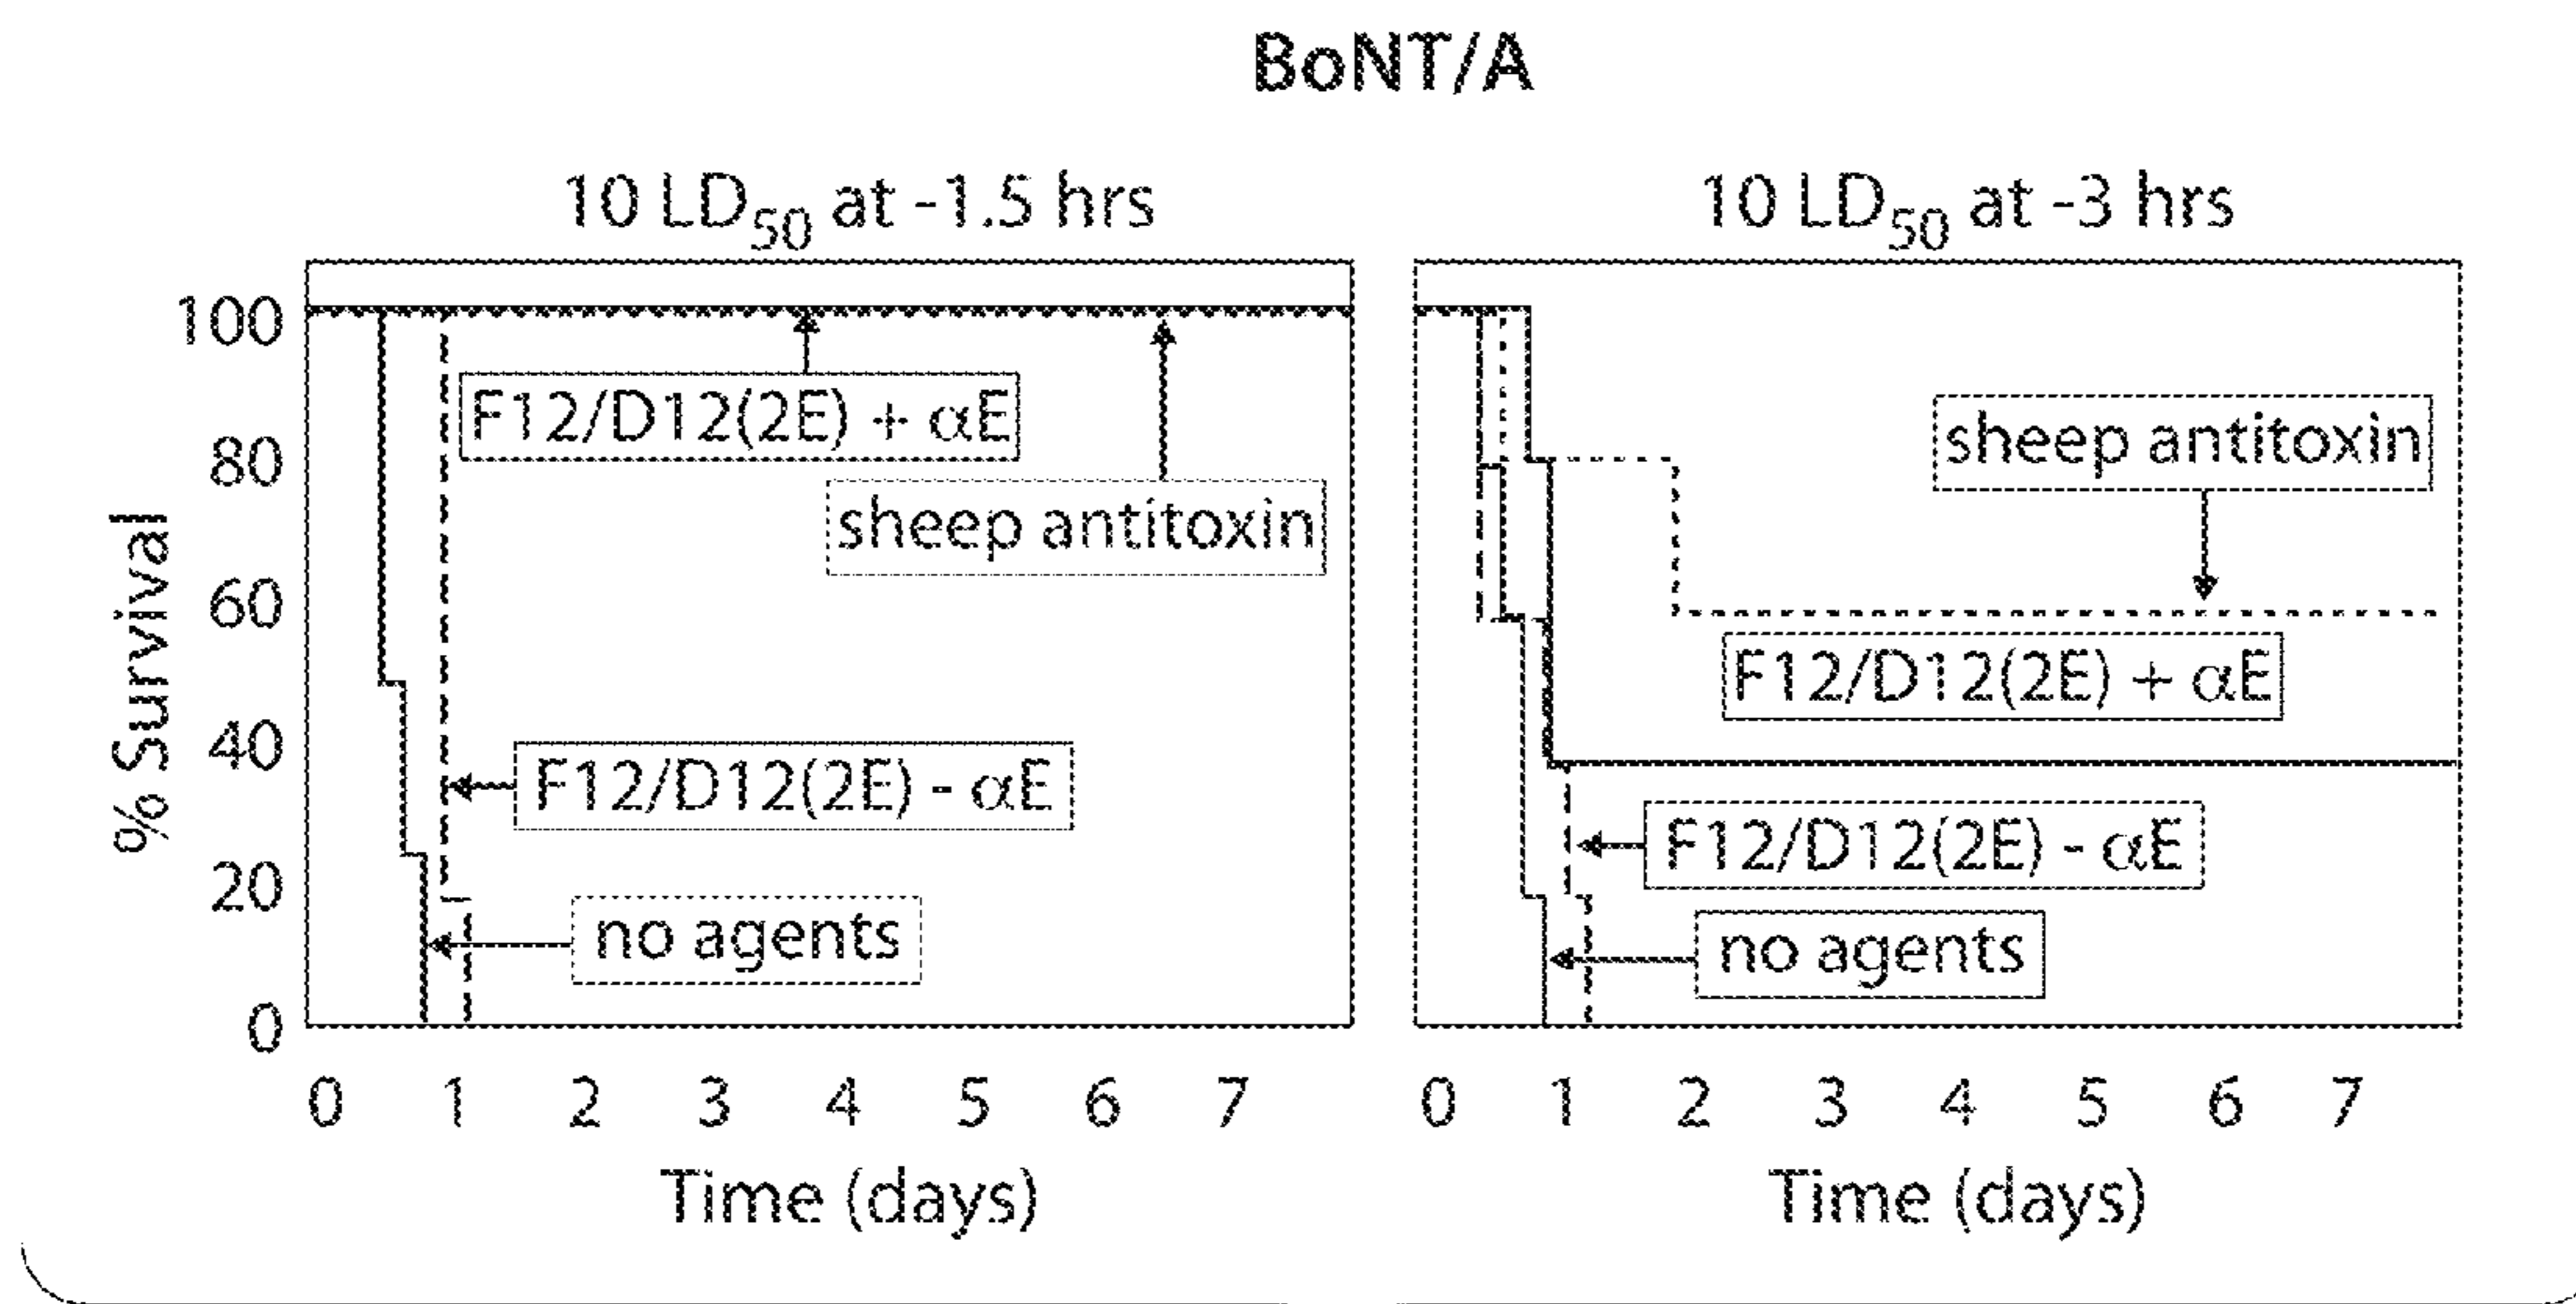 BoNT/A
10 LD50 at -1.5 hrs
100
80
60
40
20
0
% Survival
F12/D12(2E) + αE
sheep antitoxin
F12/D12(2E) - αE
no agents
0 1 2 3 4 5 6 7
Time (days)
10 LD50 at -3 hrs
sheep antitoxin
F12/D12(2E) + αE
F12/D12(2E) - αE
no agents
0 1 2 3 4 5 6 7
Time (days)